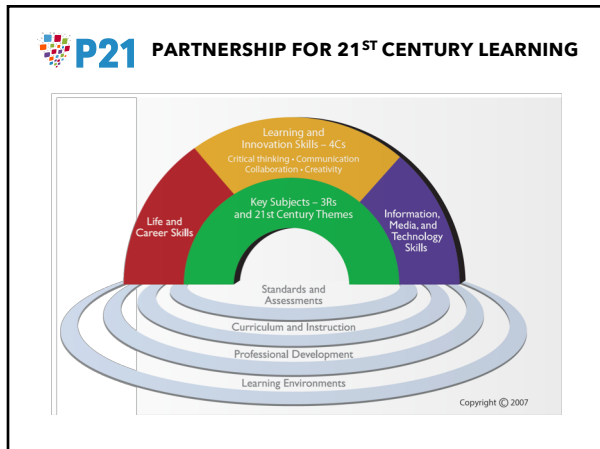 P21 PARTNERSHIP FOR 21ST CENTURY LEARNING
Learning and
Innovation Skills – 4Cs
Critical thinking • Communication
Collaboration • Creativity
Key Subjects – 3Rs
and 21st Century Themes
Life and
Career Skills
Information,
Media, and
Technology
Skills
Standards and
Assessments
Curriculum and Instruction
Professional Development
Learning Environments
Copyright © 2007